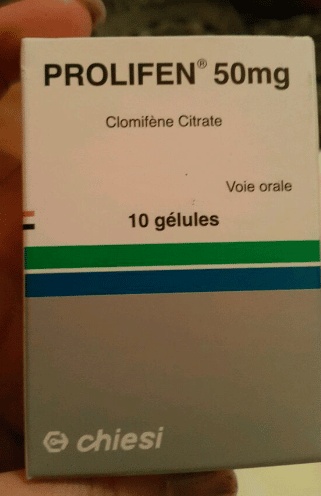 PROLIFEN® 50mg
Clomifène Citrate
Voie orale
10 gélules
chiesi